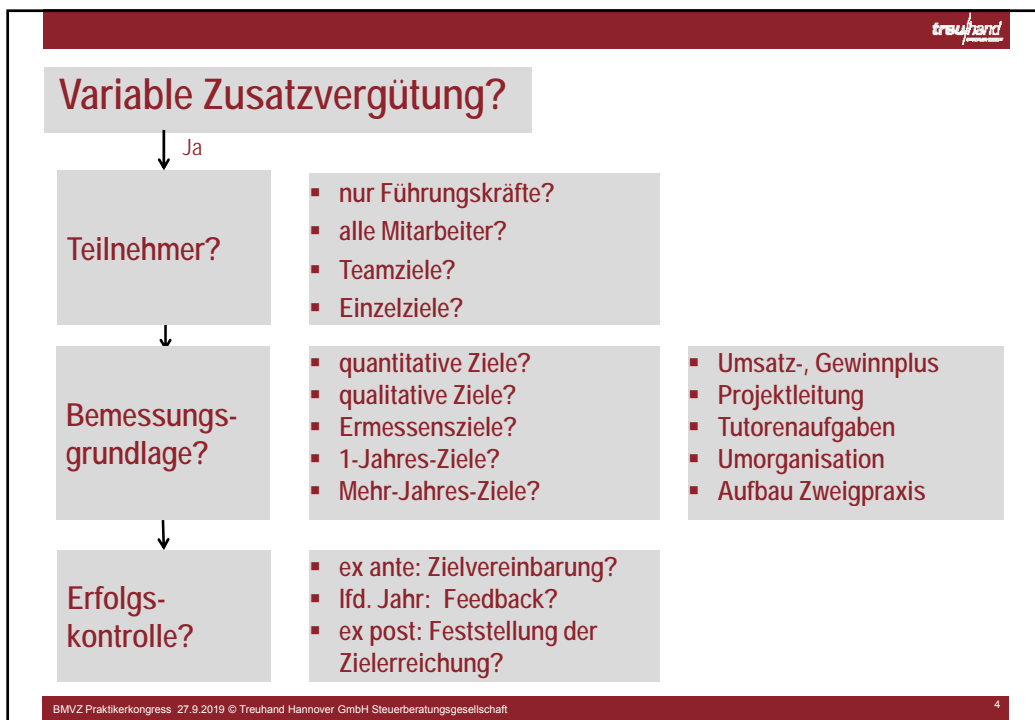 treuhand
Variable Zusatzvergütung?
Ja
Teilnehmer?
▪ nur Führungskräfte?
▪ alle Mitarbeiter?
▪ Teamziele?
▪ Einzelziele?
Bemessungs-
grundlage?
▪ quantitative Ziele?
▪ qualitative Ziele?
▪ Ermessensziele?
▪ 1-Jahres-Ziele?
▪ Mehr-Jahres-Ziele?
▪ Umsatz-, Gewinnplus
▪ Projektleitung
▪ Tutorenaufgaben
▪ Umorganisation
▪ Aufbau Zweigpraxis
Erfolgs-
kontrolle?
▪ ex ante: Zielvereinbarung?
▪ lfd. Jahr: Feedback?
▪ ex post: Feststellung der
Zielerreichung?
BMVZ Praktikerkongress 27.9.2019 © Treuhand Hannover GmbH Steuerberatungsgesellschaft
4